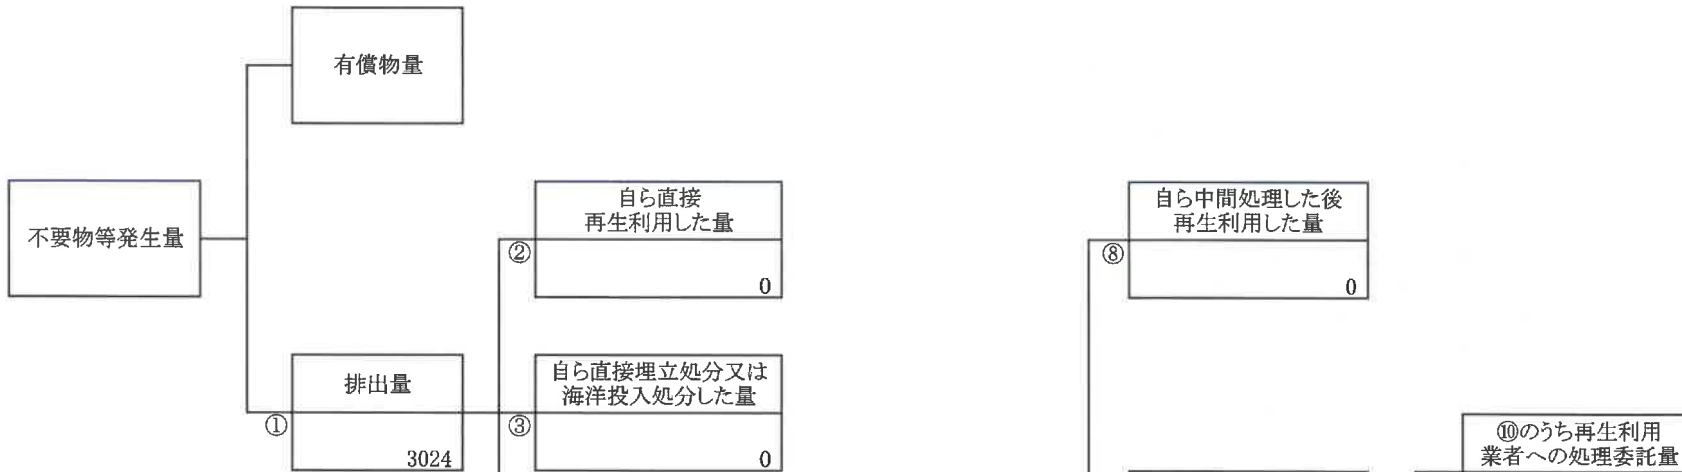 有償物量
不要物等発生量
自ら直接
再生利用した量
②
0
自ら中間処理した後
再生利用した量
⑧
0
排出量
①
3024
自ら直接埋立処分又は
海洋投入処分した量
③
0
⑩のうち再生利用
業者への処理委託量